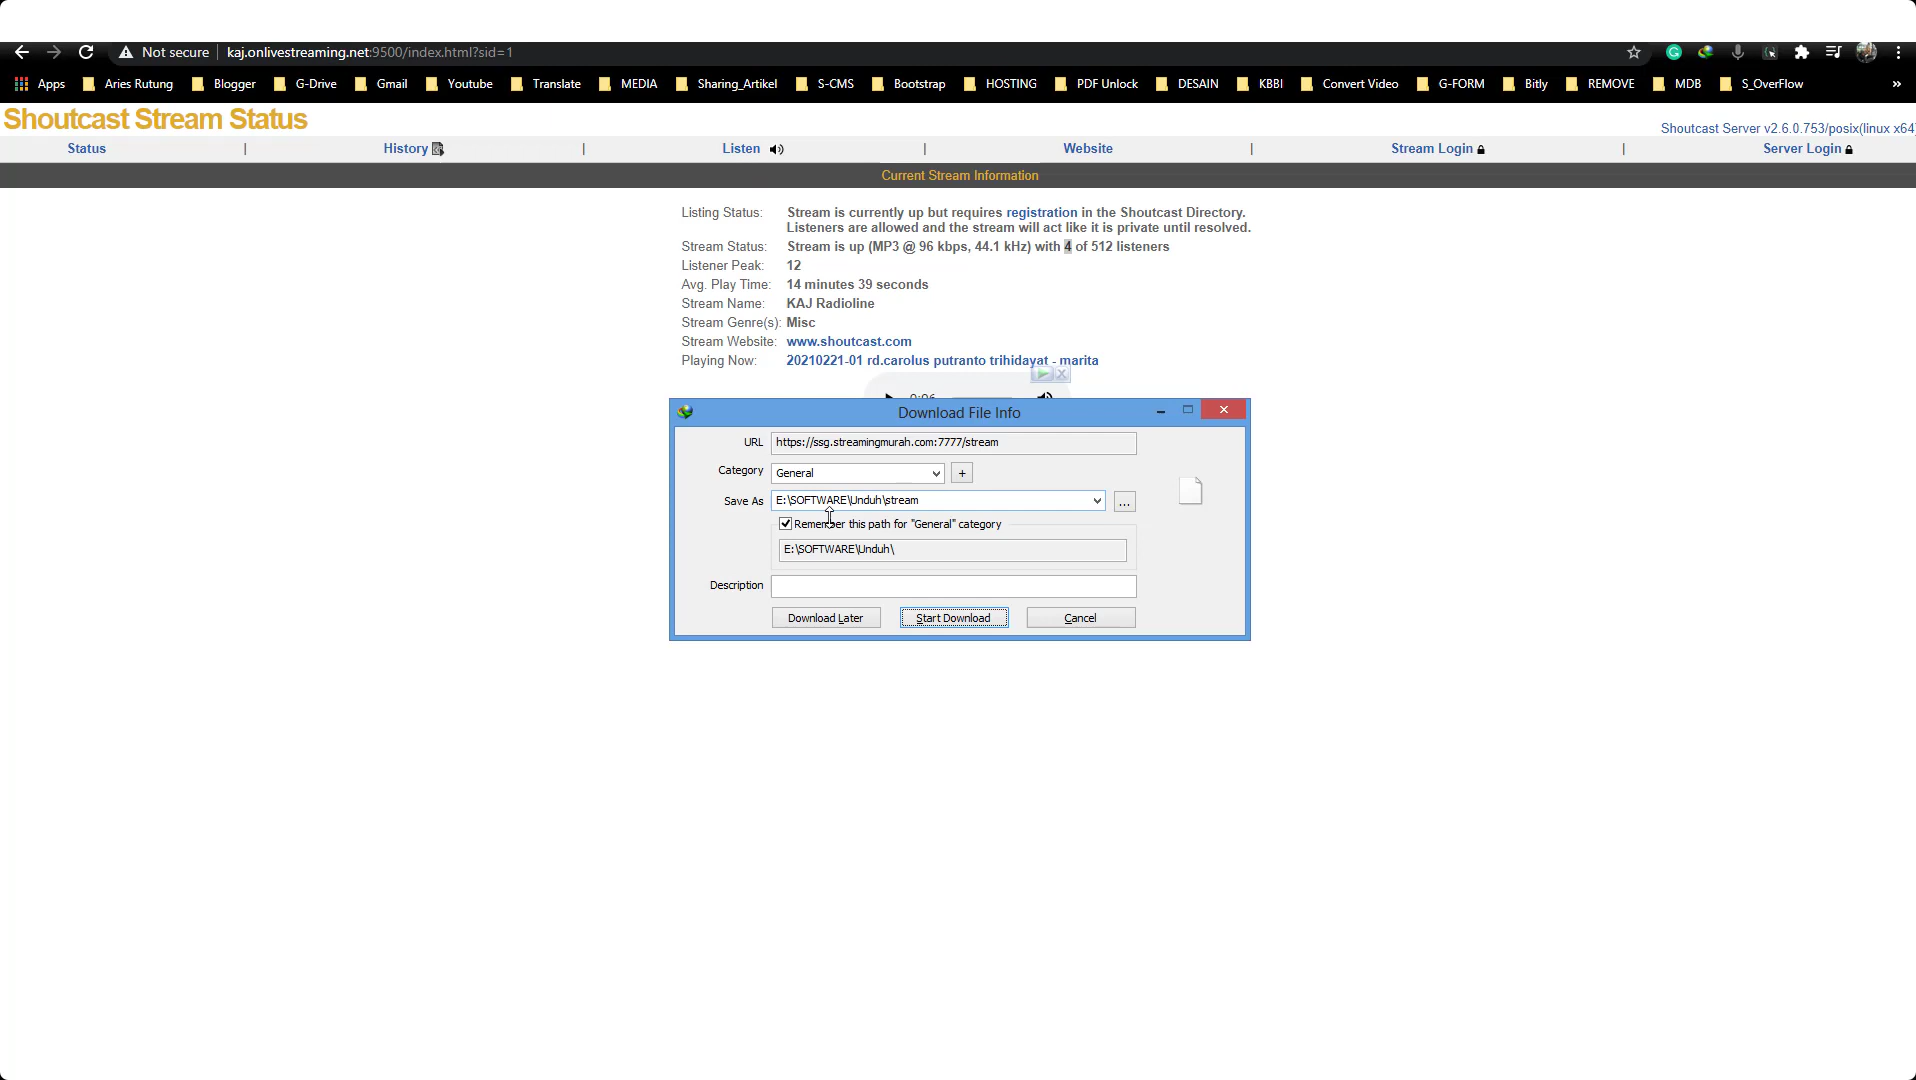 Not secure kaj.onlivestreaming.net:9500/index.html?sid=1
Apps Aries Rutung Blogger G-Drive Gmail Youtube Translate MEDIA Sharing_Artikel S-CMS Bootstrap HOSTING PDF Unlock DESAIN KBBI Convert Video G-FORM Bitly REMOVE MDB S_OverFlow »
Shoutcast Stream Status
Shoutcast Server v2.6.0.753/posix(linux x64
Status | History | Listen | Website | Stream Login | Server Login
Current Stream Information
Listing Status: Stream is currently up but requires registration in the Shoutcast Directory.
Listeners are allowed and the stream will act like it is private until resolved.
Stream Status: Stream is up (MP3 @ 96 kbps, 44.1 kHz) with 4 of 512 listeners
Listener Peak: 12
Avg. Play Time: 14 minutes 39 seconds
Stream Name: KAJ Radioline
Stream Genre(s): Misc
Stream Website: www.shoutcast.com
Playing Now: 20210221-01 rd.carolus putranto trihidayat - marita
Download File Info
URL https://ssg.streamingmurah.com:7777/stream
Category General +
Save As E:\SOFTWARE\Unduh\stream ...
Remember this path for "General" category
E:\SOFTWARE\Unduh\
Description
Download Later Start Download Cancel